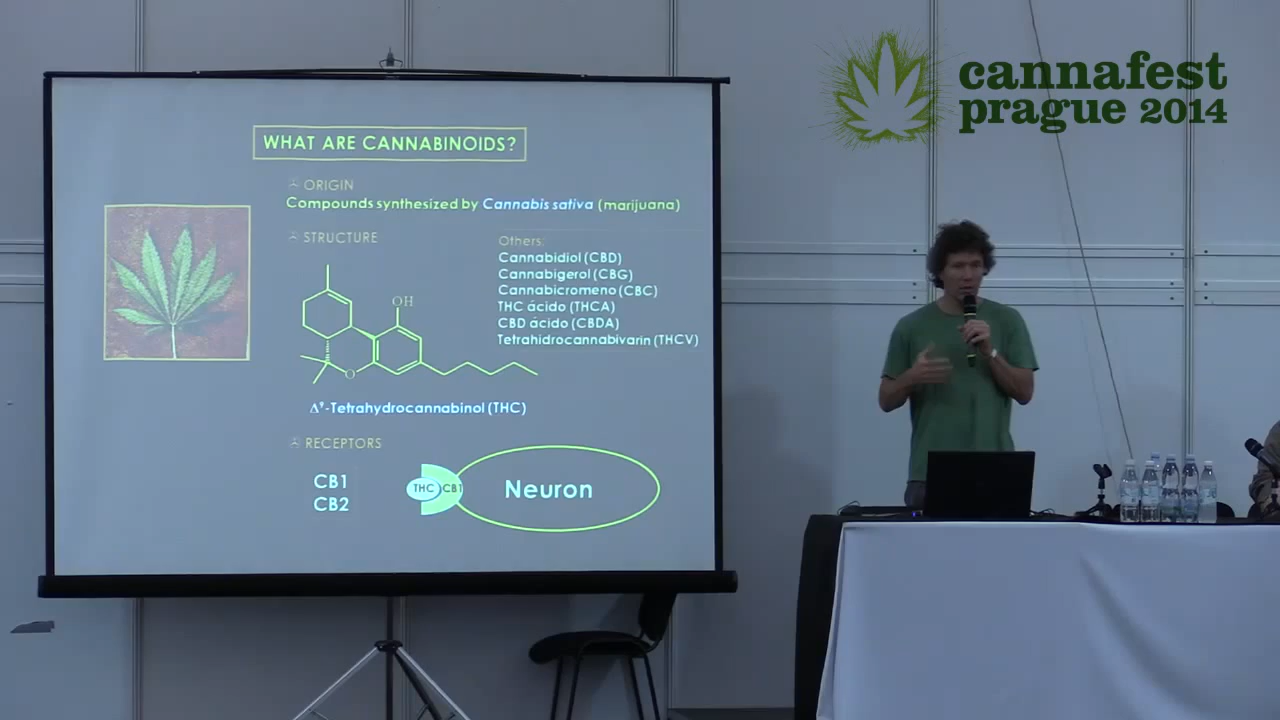 cannafest
prague 2014
WHAT ARE CANNABINOIDS?
ORIGIN
Compounds synthesized by Cannabis sativa (marijuana)
STRUCTURE
Others:
Cannabidiol (CBD)
Cannabigerol (CBG)
Cannabicromeno (CBC)
THC ácido (THCA)
CBD ácido (CBDA)
Tetrahidrocannabivarin (THCV)
OH
O
Δ⁹-Tetrahydrocannabinol (THC)
RECEPTORS
CB1
CB2
THC CB1
Neuron